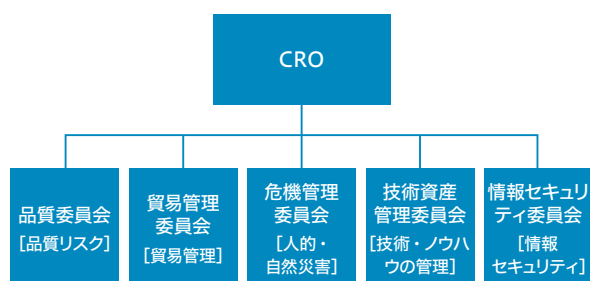 CRO
品質委員会
［品質リスク］
貿易管理
委員会
［貿易管理］
危機管理
委員会
［人的・
自然災害］
技術資産
管理委員会
［技術・ノウハ
ウの管理］
情報セキュリ
ティ委員会
［情報
セキュリティ］